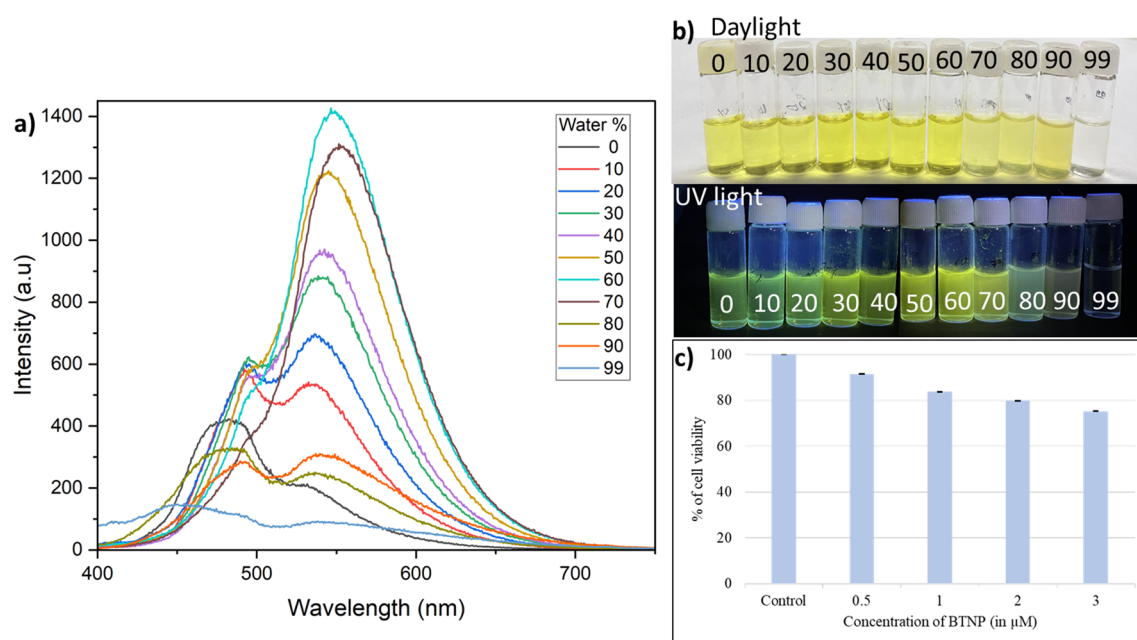 a)
Intensity (a.u)
1400
1200
1000
800
600
400
200
0
400 500 600 700
Wavelength (nm)
Water %
0
10
20
30
40
50
60
70
80
90
99
b) Daylight
0 10 20 30 40 50 60 70 80 90 99
UV light
0 10 20 30 40 50 60 70 80 90 99
c)
% of cell viability
100
80
60
40
20
0
Control 0.5 1 2 3
Concentration of BTNP (in µM)